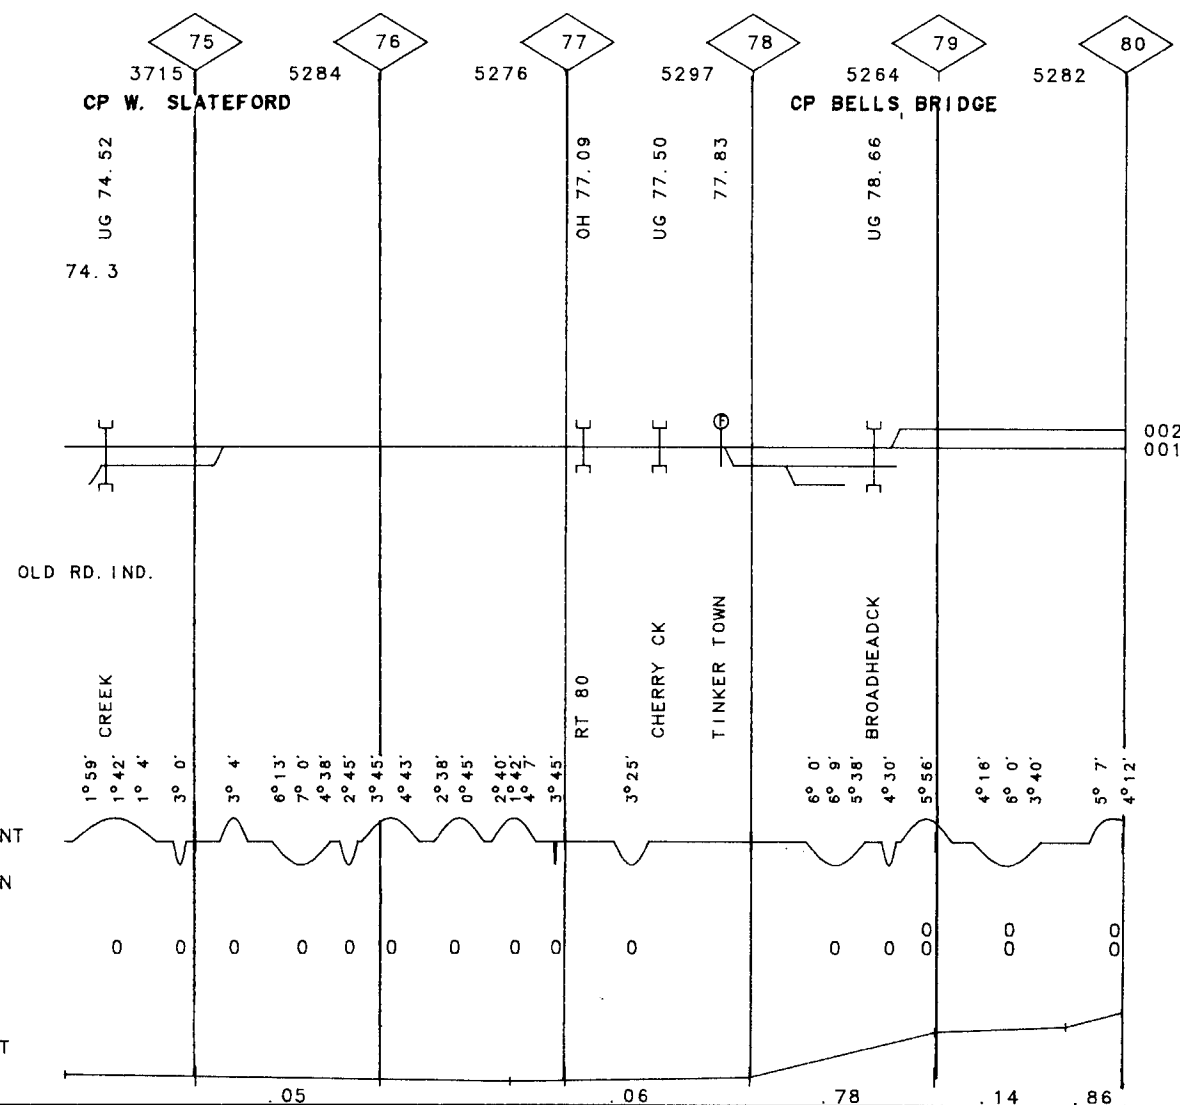 75 76 77 78 79 80
3715 5284 5276 5297 5264 5282
CP W. SLATEFORD CP BELLS BRIDGE
UG 74.52
OH 77.09
UG 77.50
77.83
UG 78.66
74.3
F
002
001
OLD RD. IND.
CREEK
RT 80
CHERRY CK
TINKER TOWN
BROADHEADCK
1°59'
1°42'
1° 4'
3° 0'
3° 4'
6°13'
7° 0'
4°38'
2°45'
3°45'
4°43'
2°38'
0°45'
2°40'
1°42'
4° 7'
3°45'
3°25'
6° 0'
6° 9'
5°38'
4°30'
5°56'
4°16'
6° 0'
3°40'
5° 7'
4°12'
NT
N
0 0 0
0 0 0 0 0 0 0 0 0 0 0 0 0 0 0
T
.05 .06 .78 .14 .86